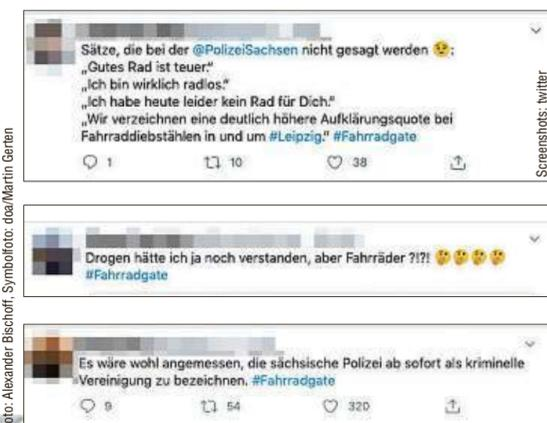 Sätze, die bei der @PolizeiSachsen nicht gesagt werden 😉:
„Gutes Rad ist teuer."
„Ich bin wirklich radlos."
„Ich habe heute leider kein Rad für Dich."
„Wir verzeichnen eine deutlich höhere Aufklärungsquote bei
Fahrraddiebstählen in und um #Leipzig." #Fahrradgate
1 10 38
Drogen hätte ich ja noch verstanden, aber Fahrräder ?!?! 🤔🤔🤔🤔
#Fahrradgate
Es wäre wohl angemessen, die sächsische Polizei ab sofort als kriminelle
Vereinigung zu bezeichnen. #Fahrradgate
9 54 320
Screenshots: twitter
Alexander Bischoff, Symbolfoto: dpa/Martin Gerten